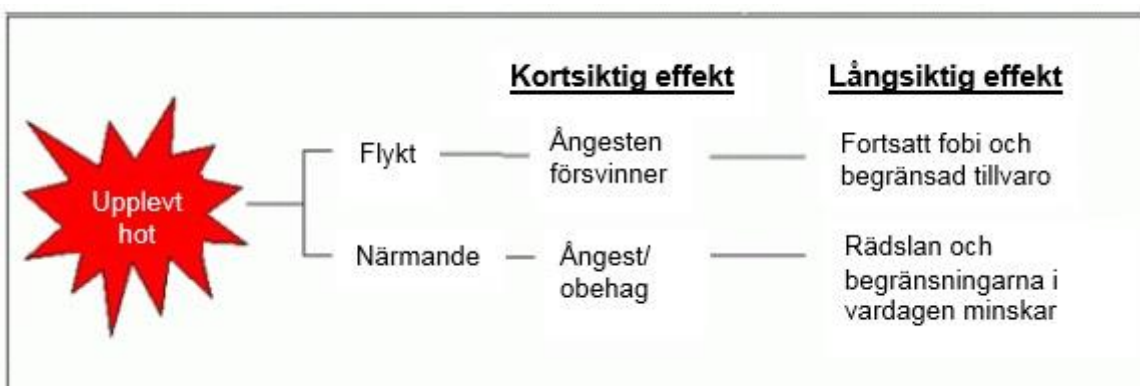 Kortsiktig effekt
Långsiktig effekt
Upplevt
hot
Flykt
Ångesten
försvinner
Fortsatt fobi och
begränsad tillvaro
Närmande
Ångest/
obehag
Rädslan och
begränsningarna i
vardagen minskar